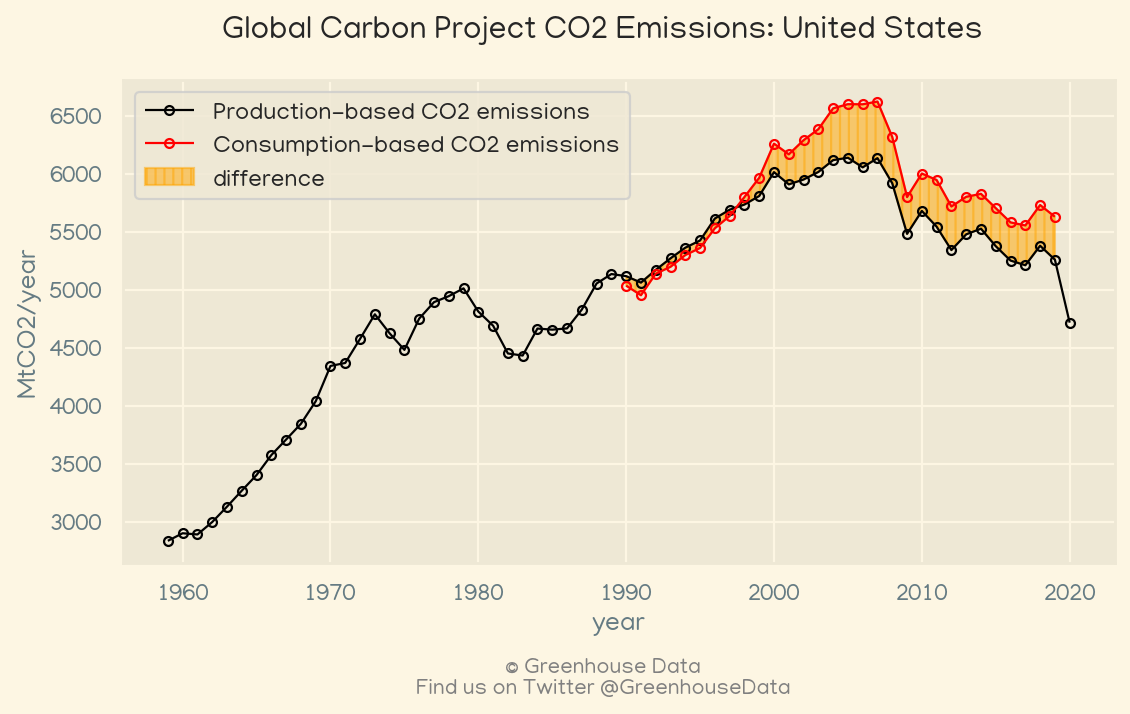 Global Carbon Project CO2 Emissions: United States
Production-based CO2 emissions
Consumption-based CO2 emissions
difference
6500
6000
5500
5000
4500
4000
3500
3000
MtCO2/year
1960 1970 1980 1990 2000 2010 2020
year
© Greenhouse Data
Find us on Twitter @GreenhouseData